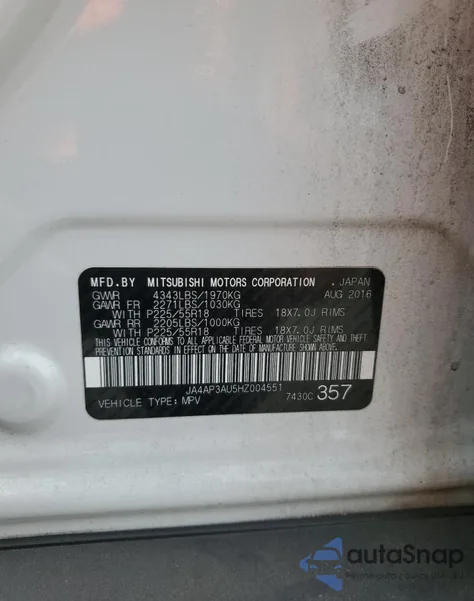 MFD.BY MITSUBISHI MOTORS CORPORATION . JAPAN
GVWR 4343LBS/1970KG AUG 2016
GAWR FR 2271LBS/1030KG
WITH P225/55R18 TIRES 18X7.0J RIMS
GAWR RR 2205LBS/1000KG
WITH P225/55R18 TIRES 18X7.0J RIMS
THIS VEHICLE CONFORMS TO ALL APPLICABLE FEDERAL MOTOR VEHICLE SAFETY, BUMPER, AND THEFT
PREVENTION STANDARDS IN EFFECT ON THE DATE OF MANUFACTURE SHOWN ABOVE.
JA4AP3AU5HZ004551
VEHICLE TYPE: MPV 7430C 357
autoSnap